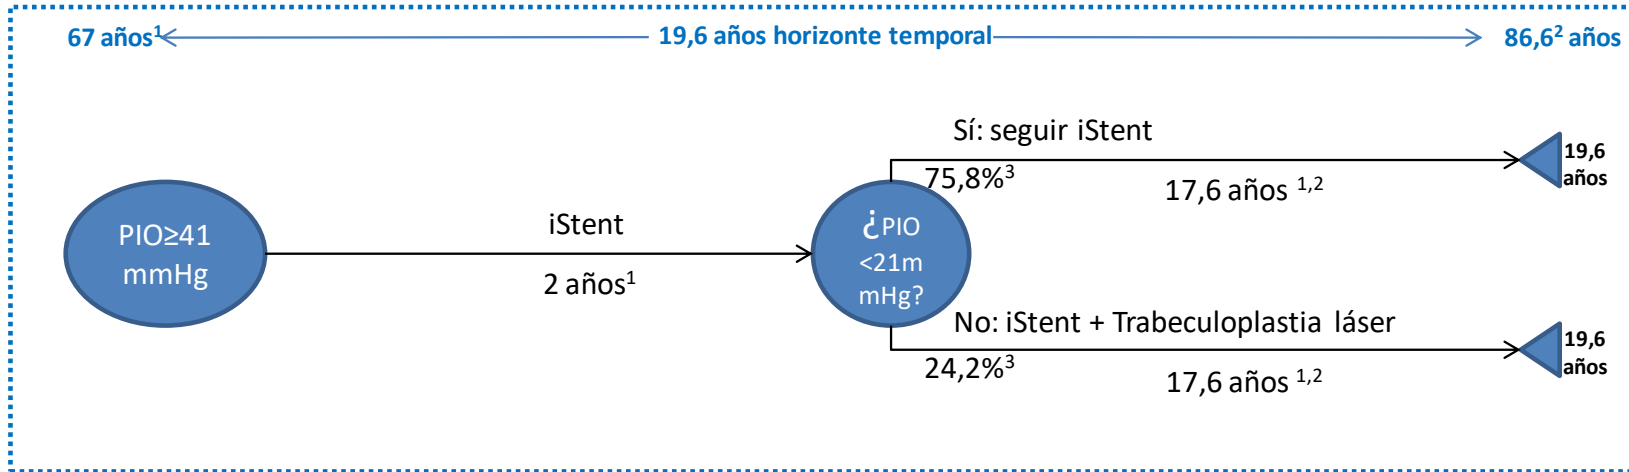 67 años¹
19,6 años horizonte temporal
86,6² años
PIO≥41
mmHg
iStent
2 años¹
¿PIO
<21m
mHg?
Sí: seguir iStent
75,8%³
17,6 años ¹,²
19,6
años
No: iStent + Trabeculoplastia láser
24,2%³
17,6 años ¹,²
19,6
años